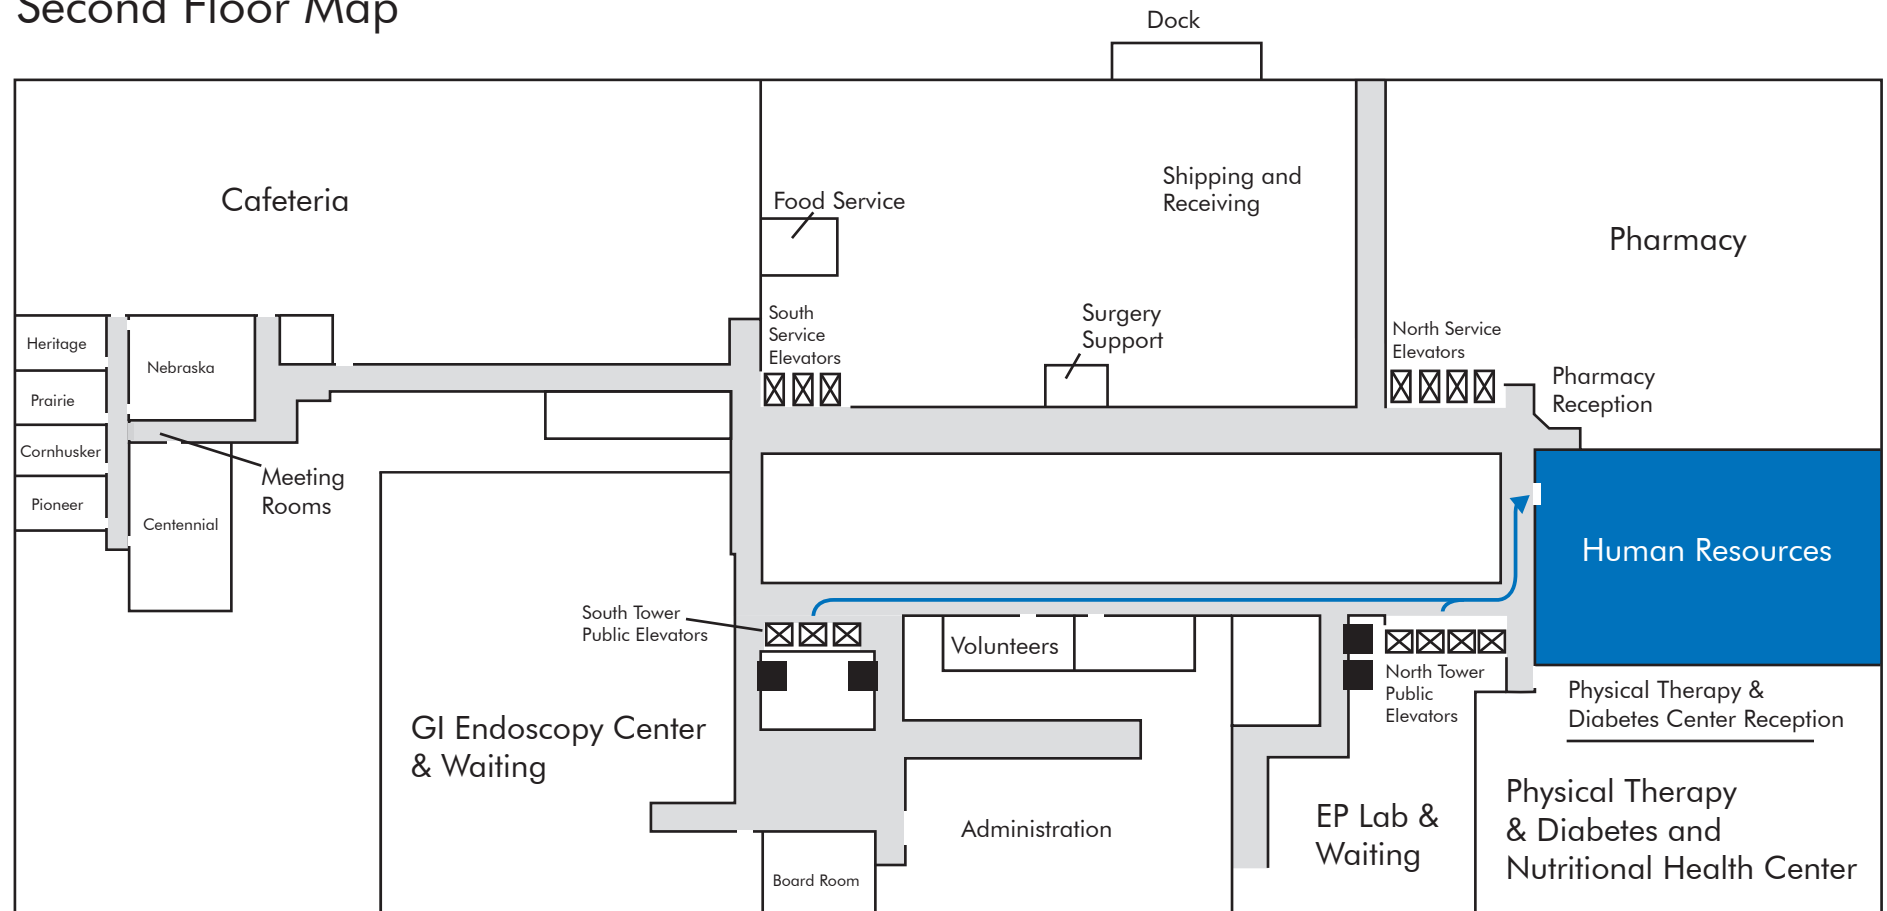 Second Floor Map
Dock
Cafeteria
Food Service
Shipping and
Receiving
Pharmacy
South
Service
Elevators
Surgery
Support
North Service
Elevators
Pharmacy
Reception
Heritage
Nebraska
Prairie
Cornhusker
Pioneer
Centennial
Meeting
Rooms
Human Resources
South Tower
Public Elevators
Volunteers
North Tower
Public
Elevators
Physical Therapy &
Diabetes Center Reception
GI Endoscopy Center
& Waiting
Administration
EP Lab &
Waiting
Physical Therapy
& Diabetes and
Nutritional Health Center
Board Room